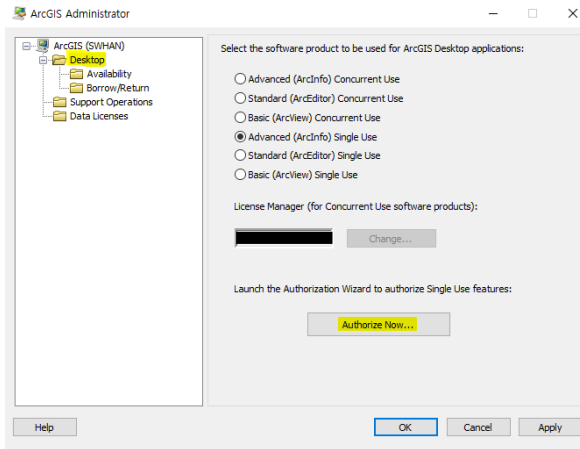 ArcGIS Administrator
ArcGIS (SWHAN)
Desktop
Availability
Borrow/Return
Support Operations
Data Licenses
Select the software product to be used for ArcGIS Desktop applications:
Advanced (ArcInfo) Concurrent Use
Standard (ArcEditor) Concurrent Use
Basic (ArcView) Concurrent Use
Advanced (ArcInfo) Single Use
Standard (ArcEditor) Single Use
Basic (ArcView) Single Use
License Manager (for Concurrent Use software products):
Change...
Launch the Authorization Wizard to authorize Single Use features:
Authorize Now...
Help
OK
Cancel
Apply